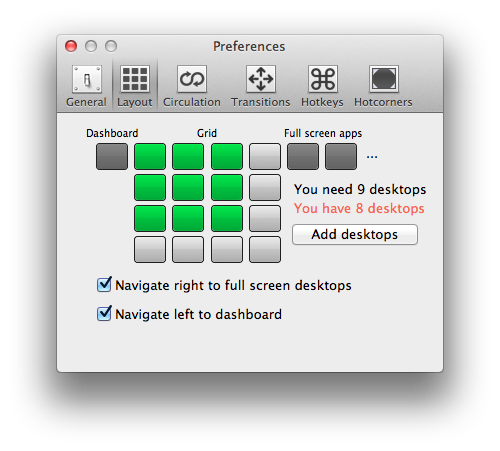 Preferences
General Layout Circulation Transitions Hotkeys Hotcorners
Dashboard Grid Full screen apps
...
You need 9 desktops
You have 8 desktops
Add desktops
Navigate right to full screen desktops
Navigate left to dashboard